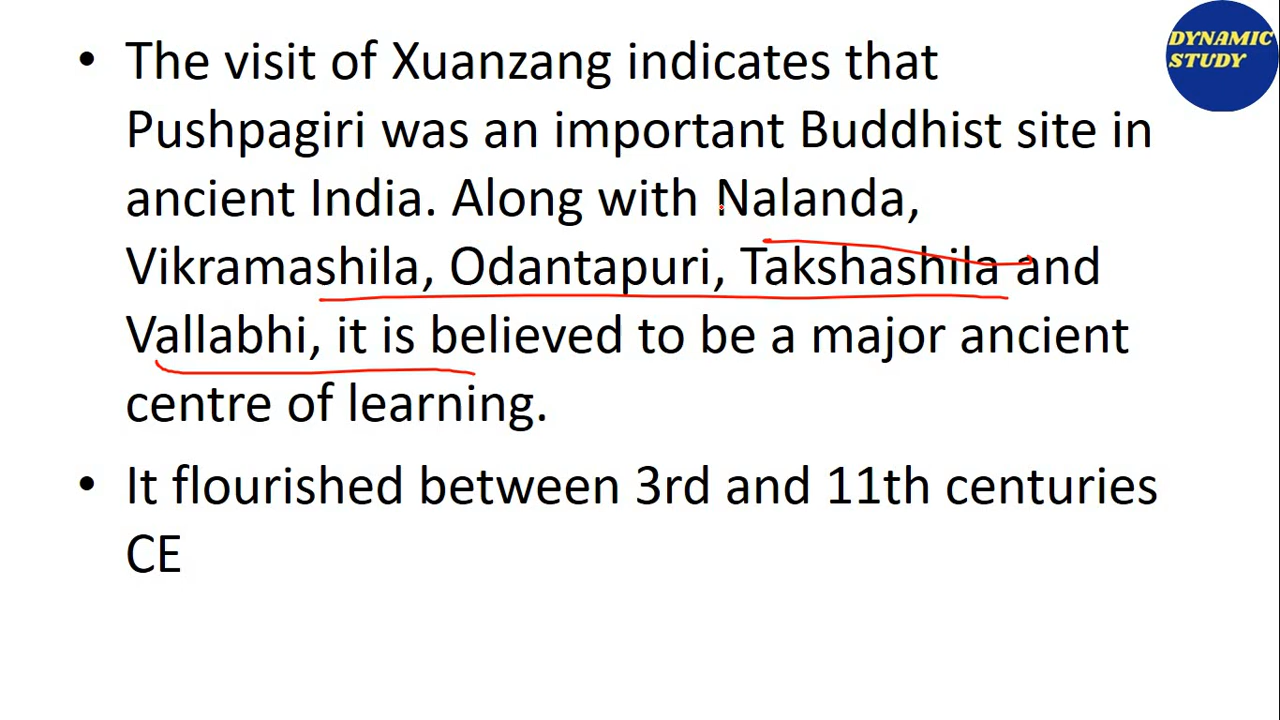 • The visit of Xuanzang indicates that
Pushpagiri was an important Buddhist site in
ancient India. Along with Nalanda,
Vikramashila, Odantapuri, Takshashila and
Vallabhi, it is believed to be a major ancient
centre of learning.
• It flourished between 3rd and 11th centuries
CE
DYNAMIC
STUDY